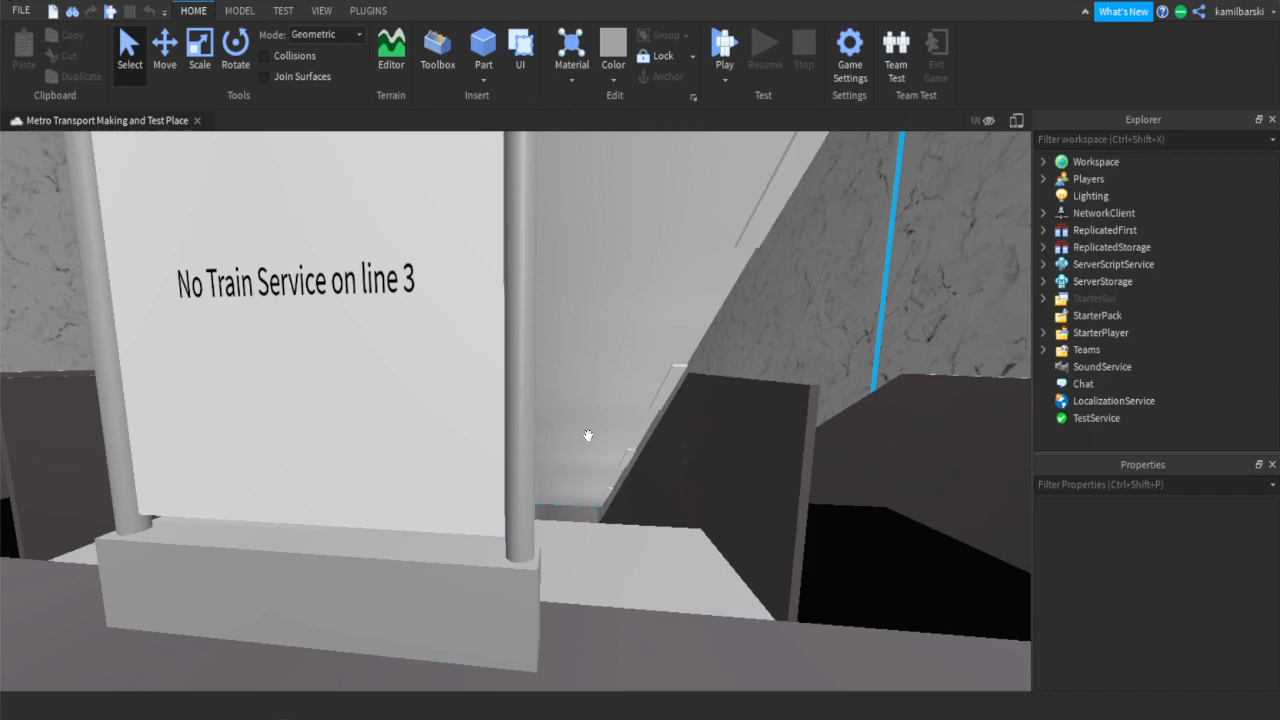 FILE HOME MODEL TEST VIEW PLUGINS What's New kamilbarski
Paste Copy Cut Duplicate Select Move Scale Rotate Mode: Geometric Collisions Join Surfaces Editor Toolbox Part UI Material Color Group Lock Anchor Play Resume Stop Game Settings Team Test Exit Game
Clipboard Tools Terrain Insert Edit Test Settings Team Test
Metro Transport Making and Test Place UI
No Train Service on line 3
Explorer
Filter workspace (Ctrl+Shift+X)
Workspace
Players
Lighting
NetworkClient
ReplicatedFirst
ReplicatedStorage
ServerScriptService
ServerStorage
StarterGui
StarterPack
StarterPlayer
Teams
SoundService
Chat
LocalizationService
TestService
Properties
Filter Properties (Ctrl+Shift+P)